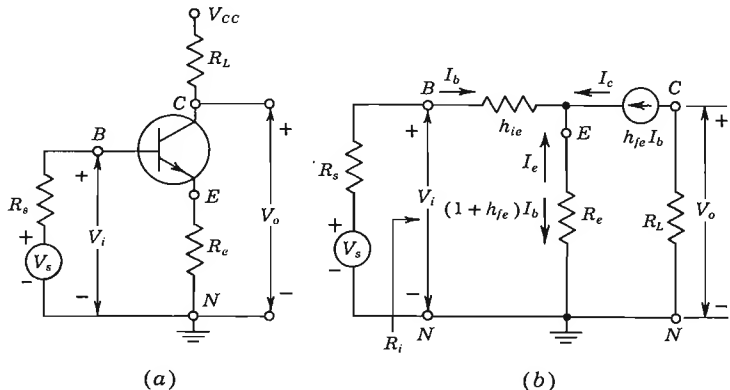 V_cc
R_L
C
B
+
+
E
R_s
+
V_s
−
V_i
−
R_e
V_o
N
−
(a)
B
I_b
h_ie
I_c
C
h_fe I_b
+
+
E
R_s
V_i
I_e
(1 + h_fe) I_b
R_e
R_L
V_o
+
V_s
−
−
−
N
N
R_i
(b)